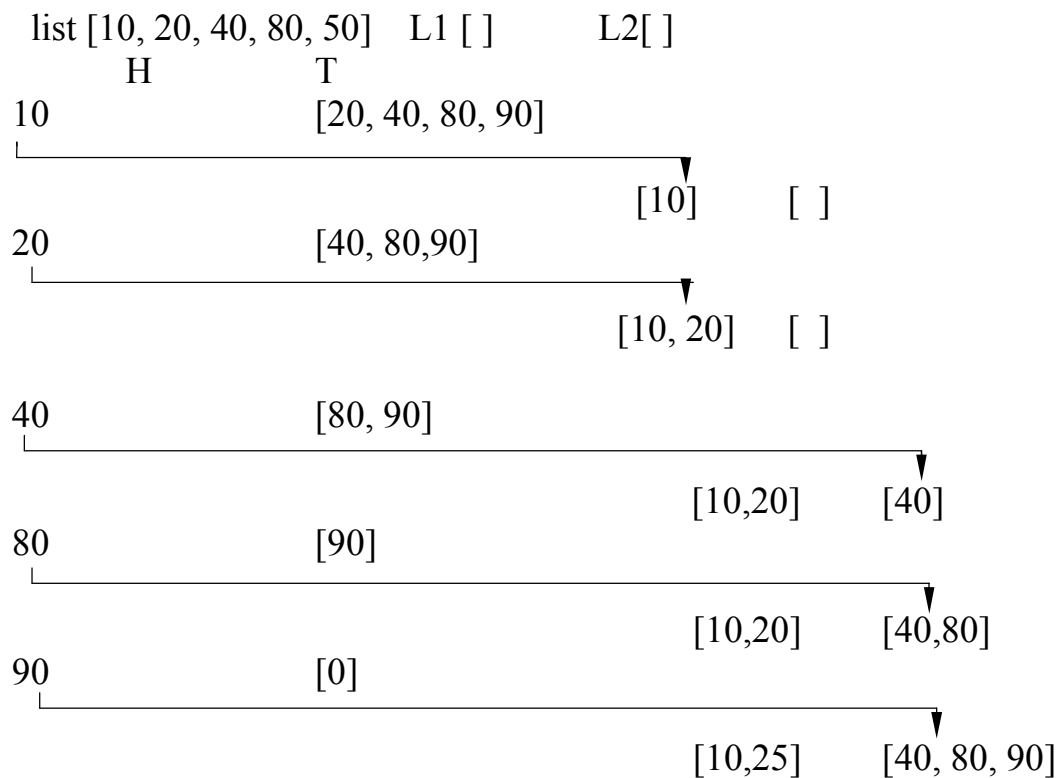 list [10, 20, 40, 80, 50] L1 [ ] L2[ ]
H T
10 [20, 40, 80, 90]
[10] [ ]
20 [40, 80,90]
[10, 20] [ ]
40 [80, 90]
[10,20] [40]
80 [90]
[10,20] [40,80]
90 [0]
[10,25] [40, 80, 90]